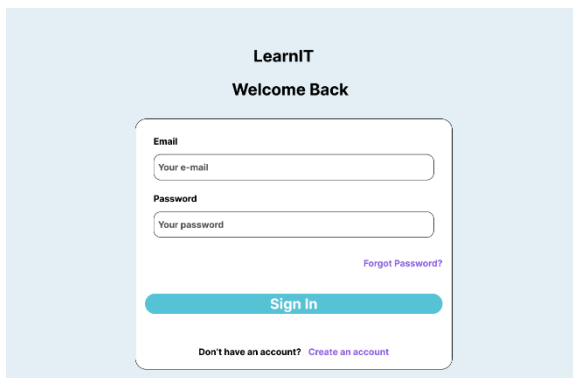 LearnIT
Welcome Back
Email
Your e-mail
Password
Your password
Forgot Password?
Sign In
Don't have an account? Create an account